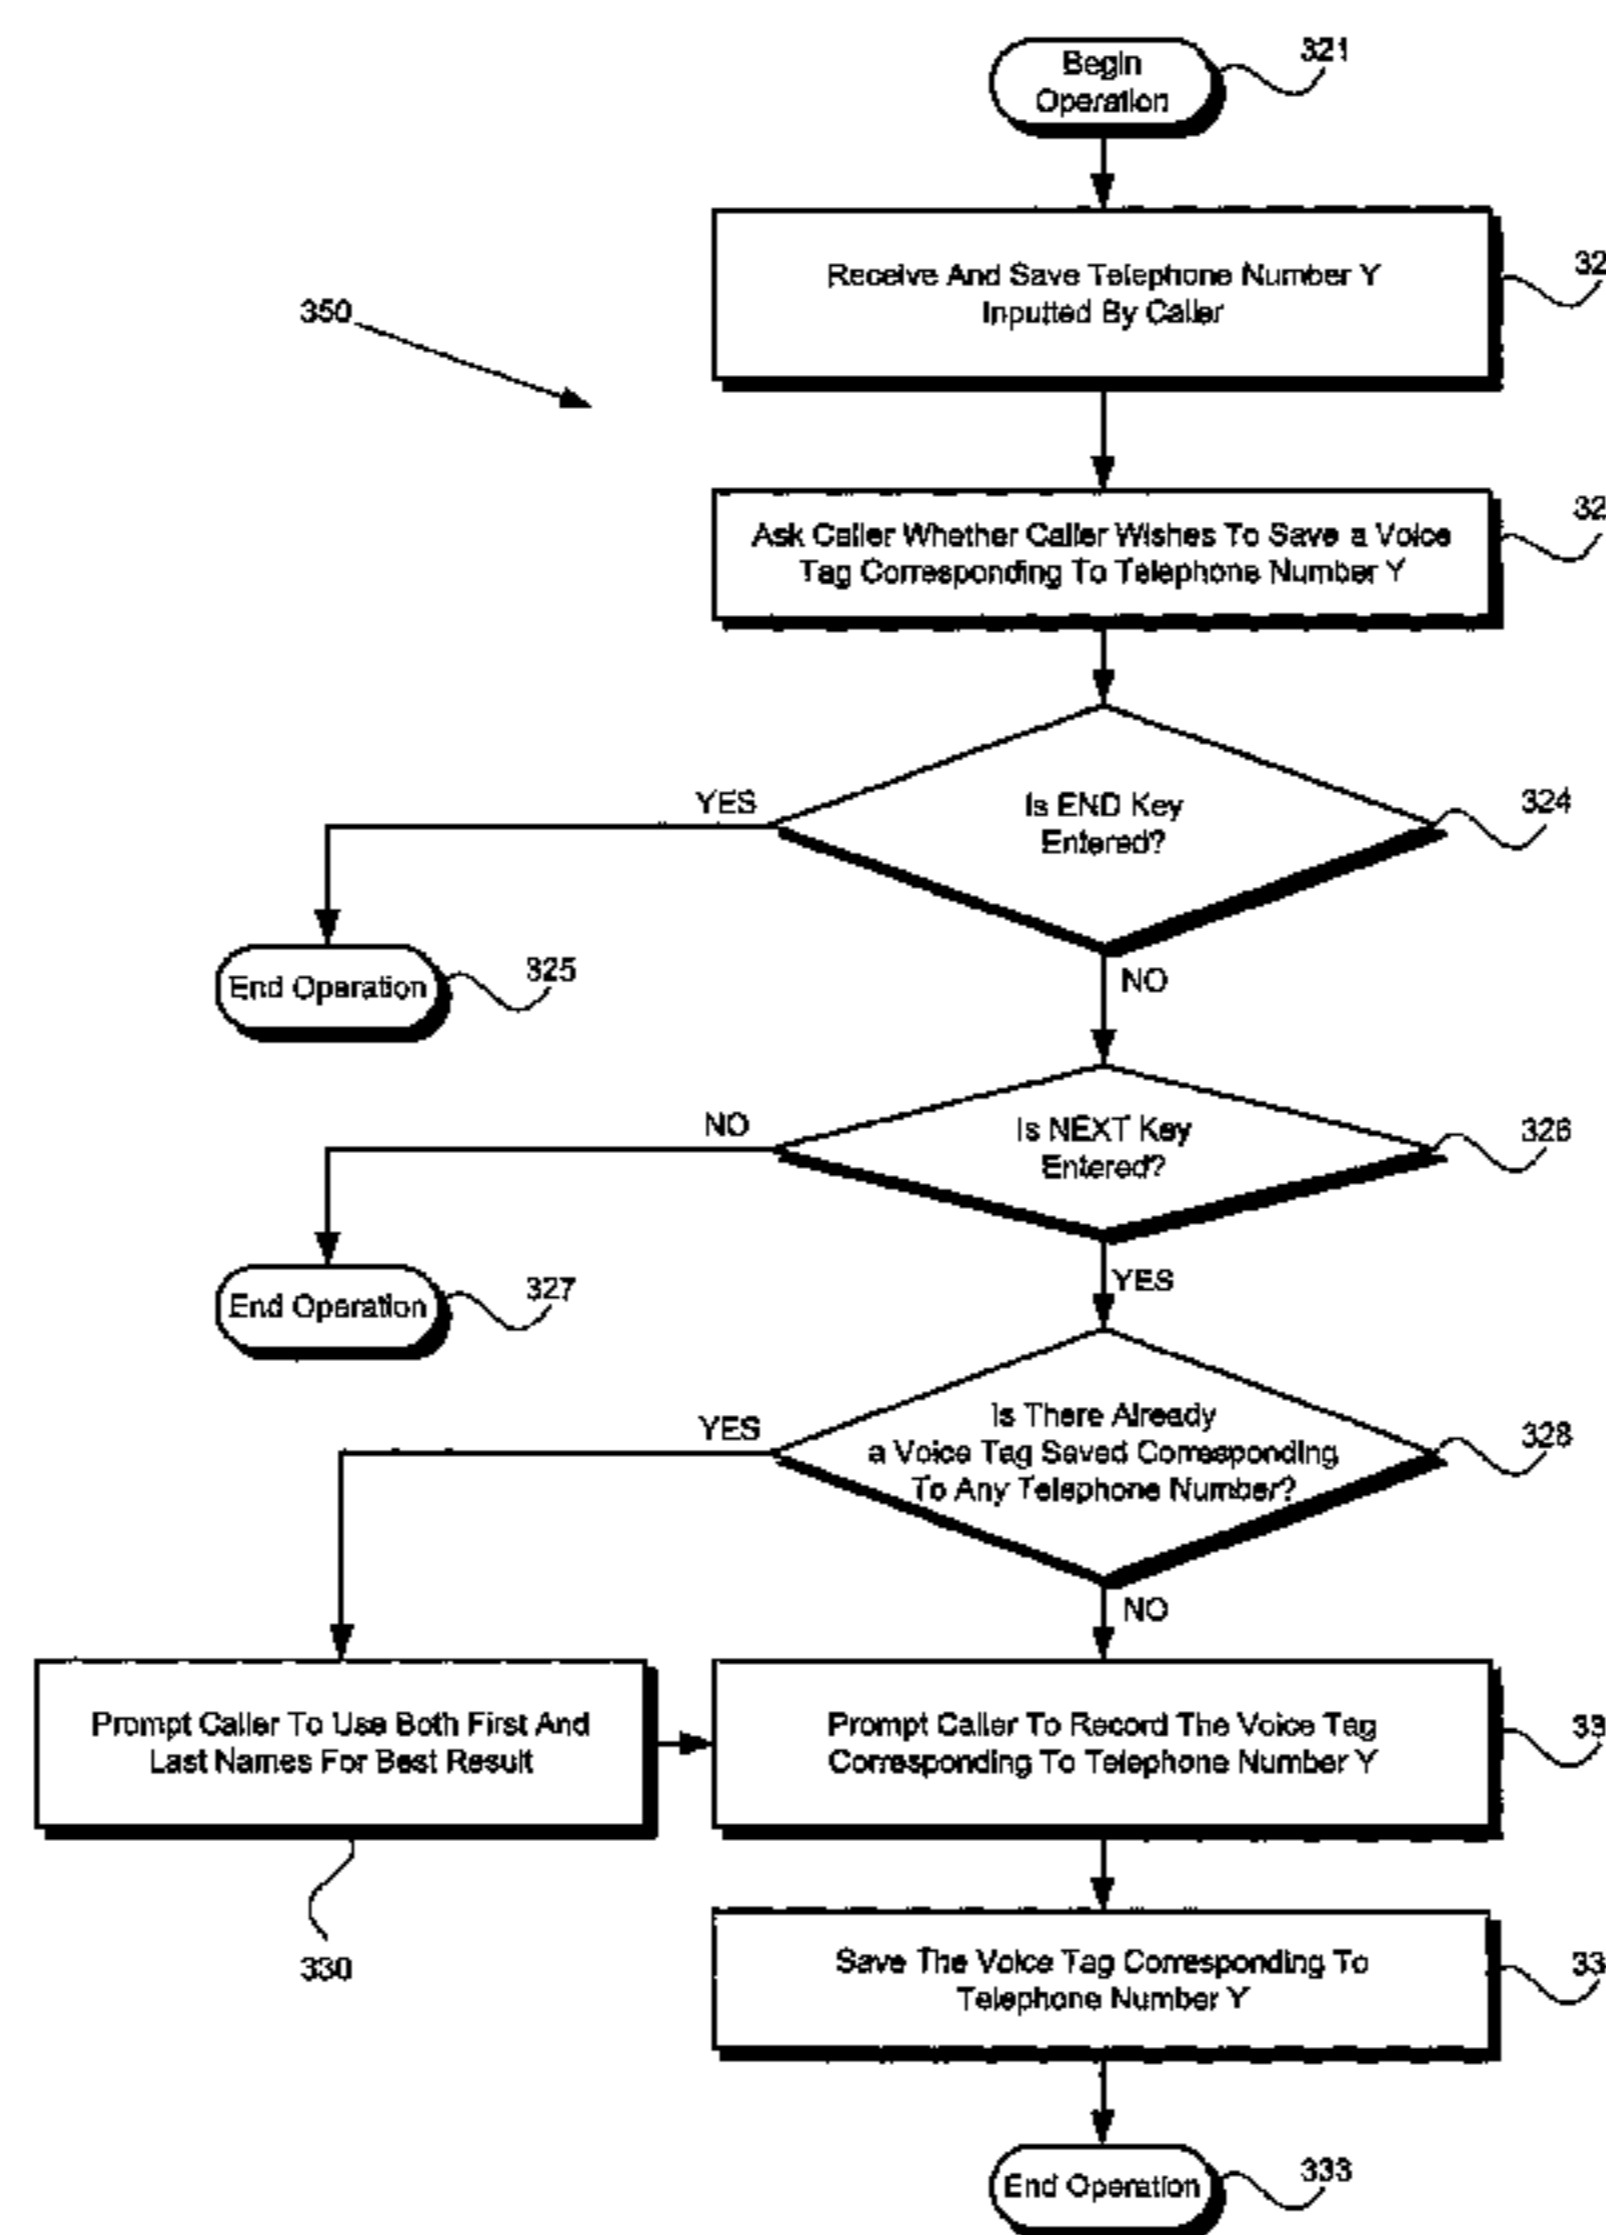 Begin
Operation
321
Receive And Save Telephone Number Y
Inputted By Caller
32
350
Ask Caller Whether Caller Wishes To Save a Voice
Tag Corresponding To Telephone Number Y
32
YES
Is END Key
Entered?
324
End Operation
325
NO
NO
Is NEXT Key
Entered?
326
End Operation
327
YES
YES
Is There Already
a Voice Tag Saved Corresponding
To Any Telephone Number?
328
NO
Prompt Caller To Use Both First And
Last Names For Best Result
330
Prompt Caller To Record The Voice Tag
Corresponding To Telephone Number Y
33
Save The Voice Tag Corresponding To
Telephone Number Y
33
End Operation
333